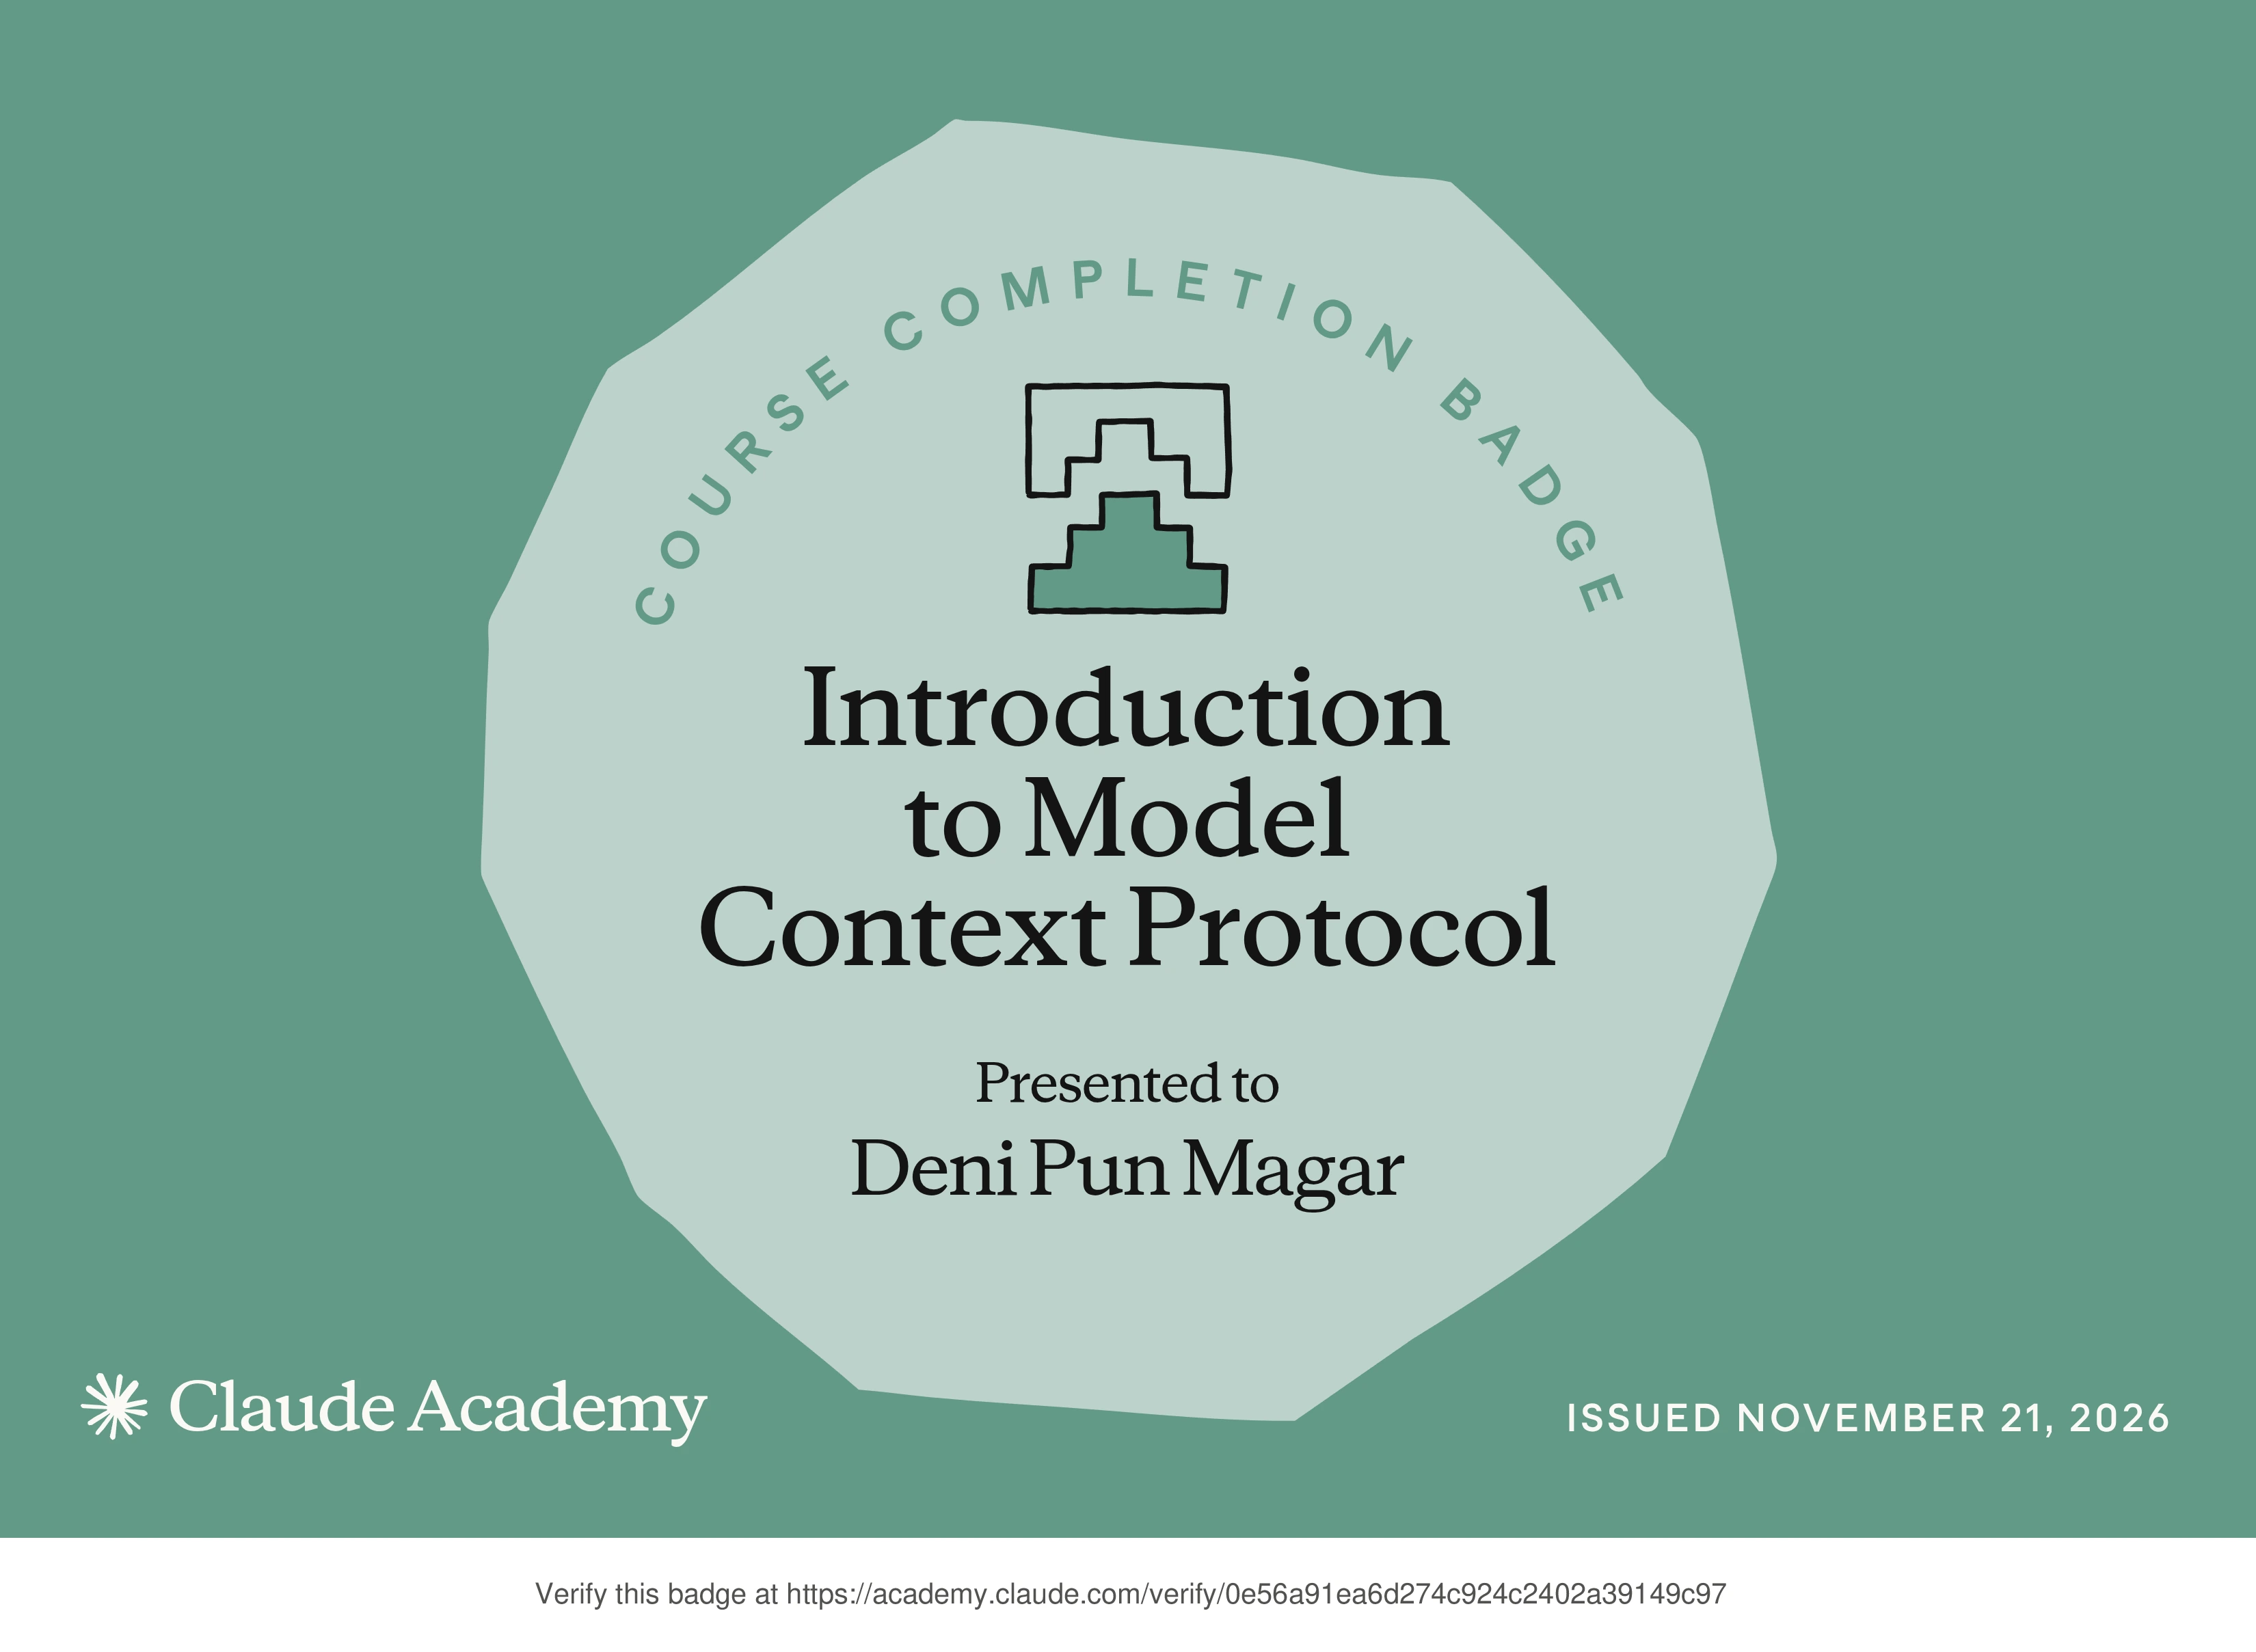 COURSE COMPLETION BADGE
Introduction
to Model
Context Protocol
Presented to
Deni Pun Magar
Claude Academy
ISSUED NOVEMBER 21, 2026
Verify this badge at https://academy.claude.com/verify/0e56a91ea6d274c924c2402a39149c97